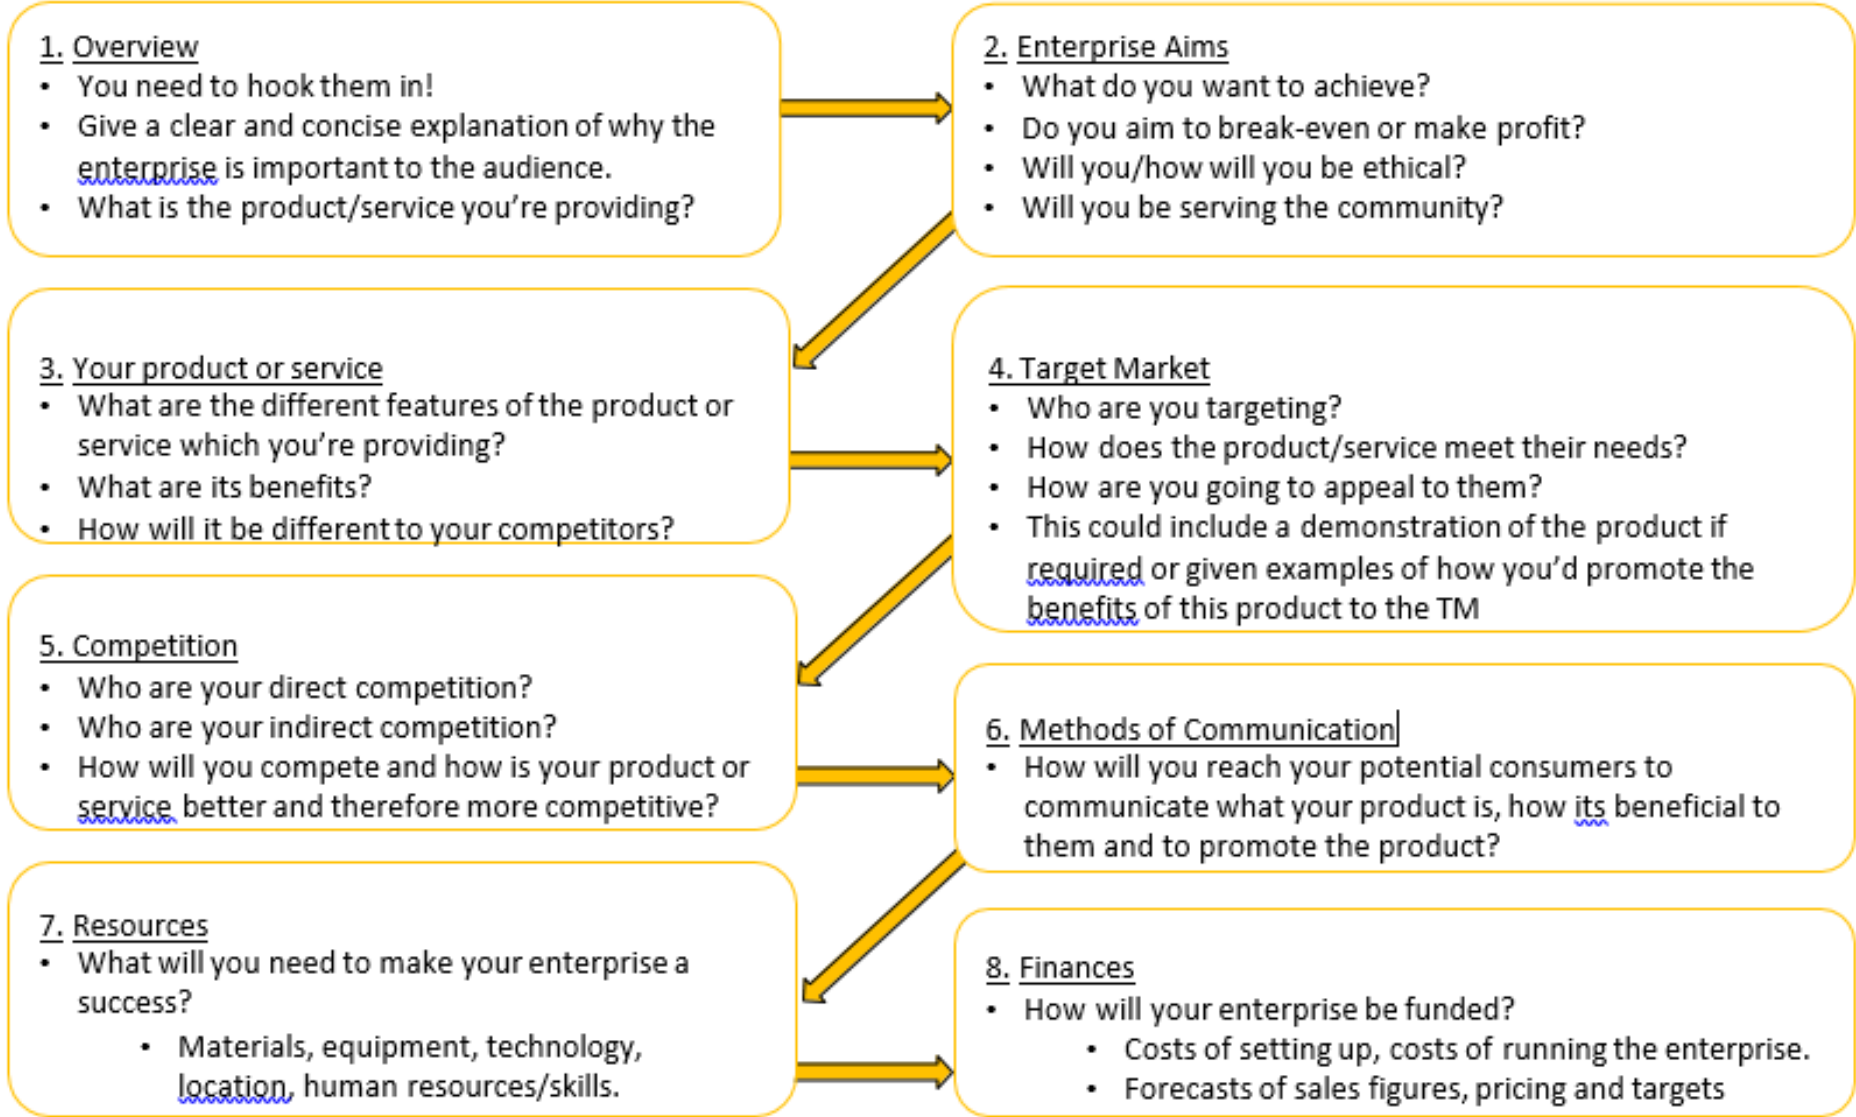 1. Overview
• You need to hook them in!
• Give a clear and concise explanation of why the
enterprise is important to the audience.
• What is the product/service you're providing?
2. Enterprise Aims
• What do you want to achieve?
• Do you aim to break-even or make profit?
• Will you/how will you be ethical?
• Will you be serving the community?
3. Your product or service
• What are the different features of the product or
service which you're providing?
• What are its benefits?
• How will it be different to your competitors?
4. Target Market
• Who are you targeting?
• How does the product/service meet their needs?
• How are you going to appeal to them?
• This could include a demonstration of the product if
required or given examples of how you'd promote the
benefits of this product to the TM
5. Competition
• Who are your direct competition?
• Who are your indirect competition?
• How will you compete and how is your product or
service better and therefore more competitive?
6. Methods of Communication
• How will you reach your potential consumers to
communicate what your product is, how its beneficial to
them and to promote the product?
7. Resources
• What will you need to make your enterprise a
success?
• Materials, equipment, technology,
location, human resources/skills.
8. Finances
• How will your enterprise be funded?
• Costs of setting up, costs of running the enterprise.
• Forecasts of sales figures, pricing and targets